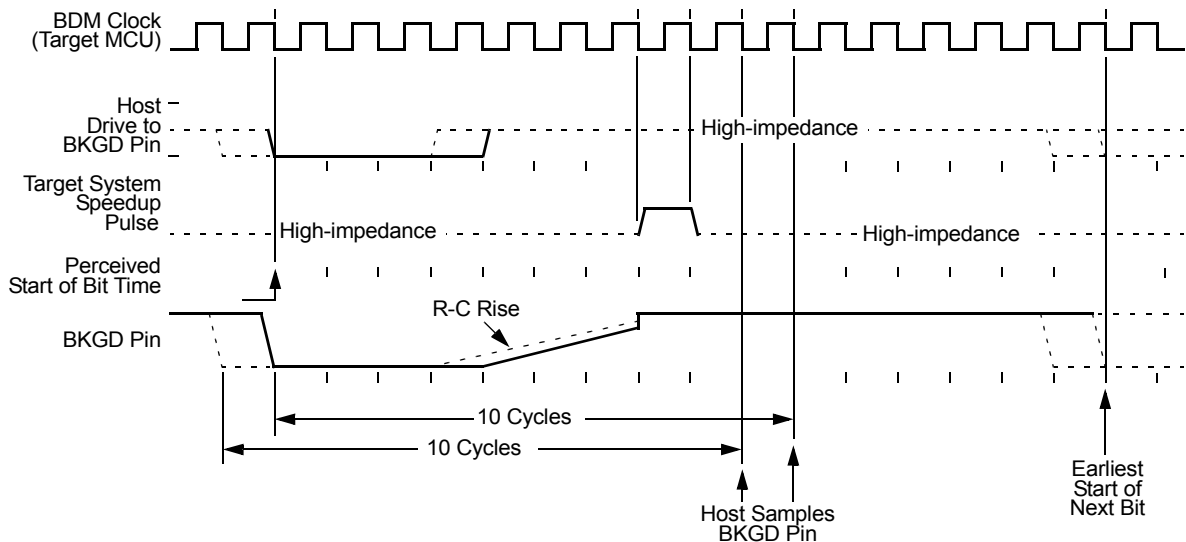 BDM Clock
(Target MCU)
Host
Drive to
BKGD Pin
High-impedance
Target System
Speedup
Pulse
High-impedance
High-impedance
Perceived
Start of Bit Time
R-C Rise
BKGD Pin
10 Cycles
10 Cycles
Host Samples
BKGD Pin
Earliest
Start of
Next Bit